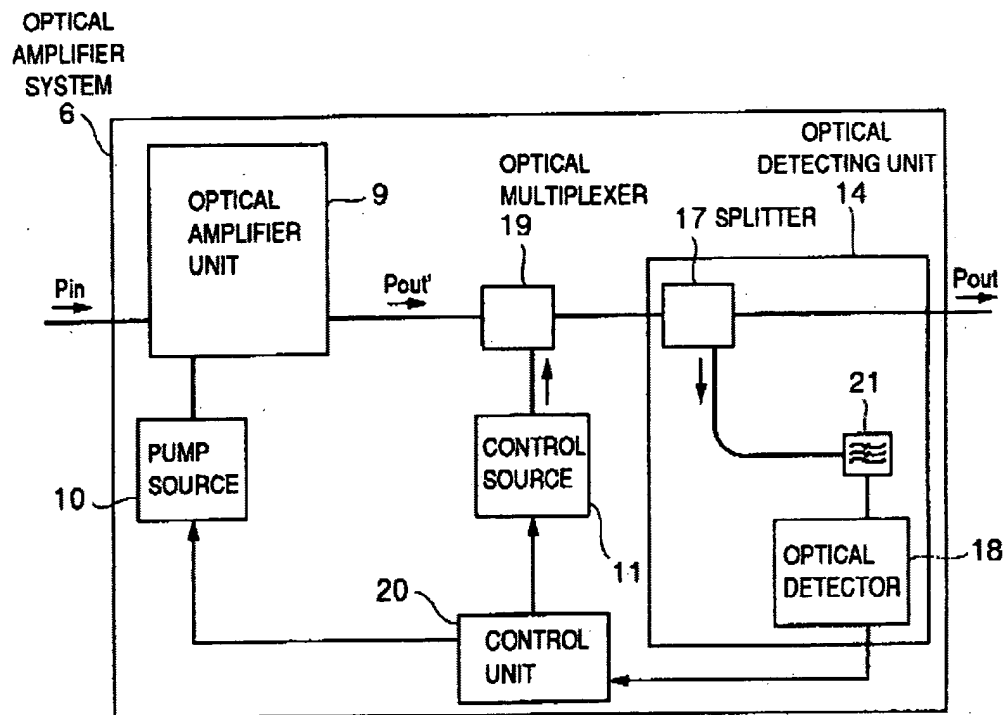 OPTICAL
AMPLIFIER
SYSTEM
6
OPTICAL
AMPLIFIER
UNIT
9
OPTICAL
MULTIPLEXER
19
OPTICAL
DETECTING UNIT
14
17 SPLITTER
Pin
Pout'
Pout
21
PUMP
SOURCE
10
CONTROL
SOURCE
11
OPTICAL
DETECTOR
18
20
CONTROL
UNIT